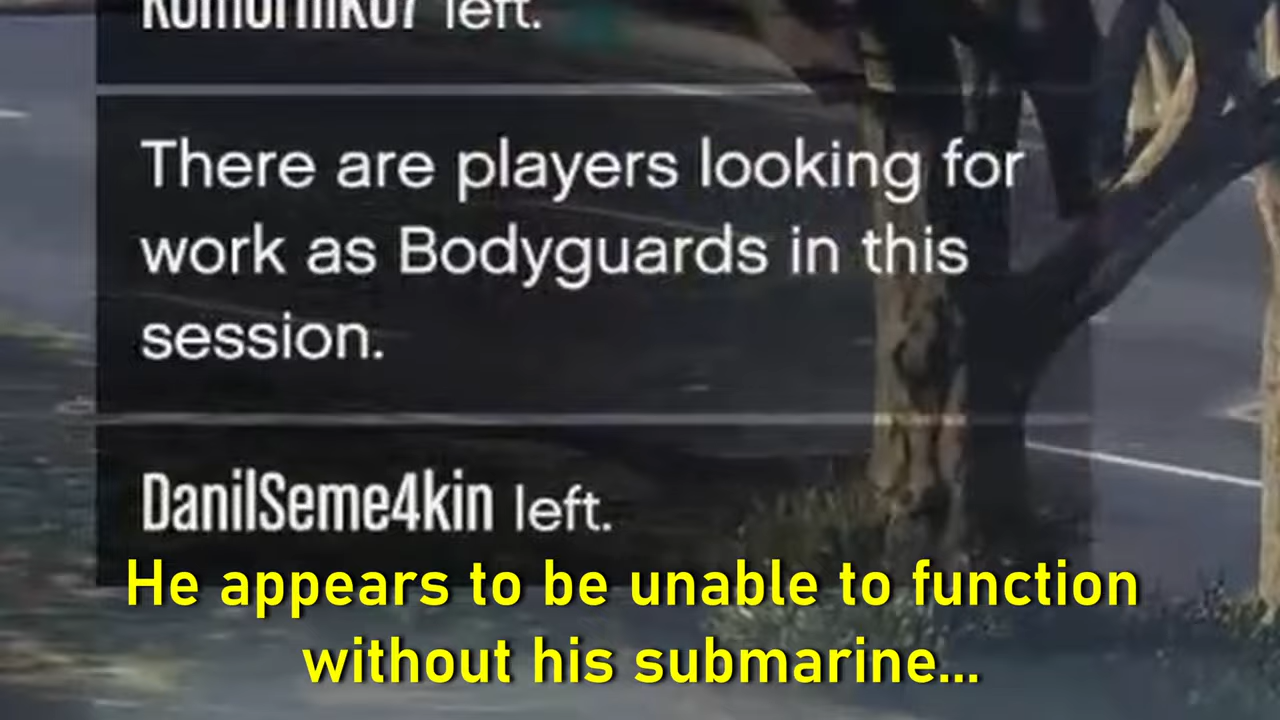 left.
There are players looking for
work as Bodyguards in this
session.
DanilSeme4kin left.
He appears to be unable to function
without his submarine...